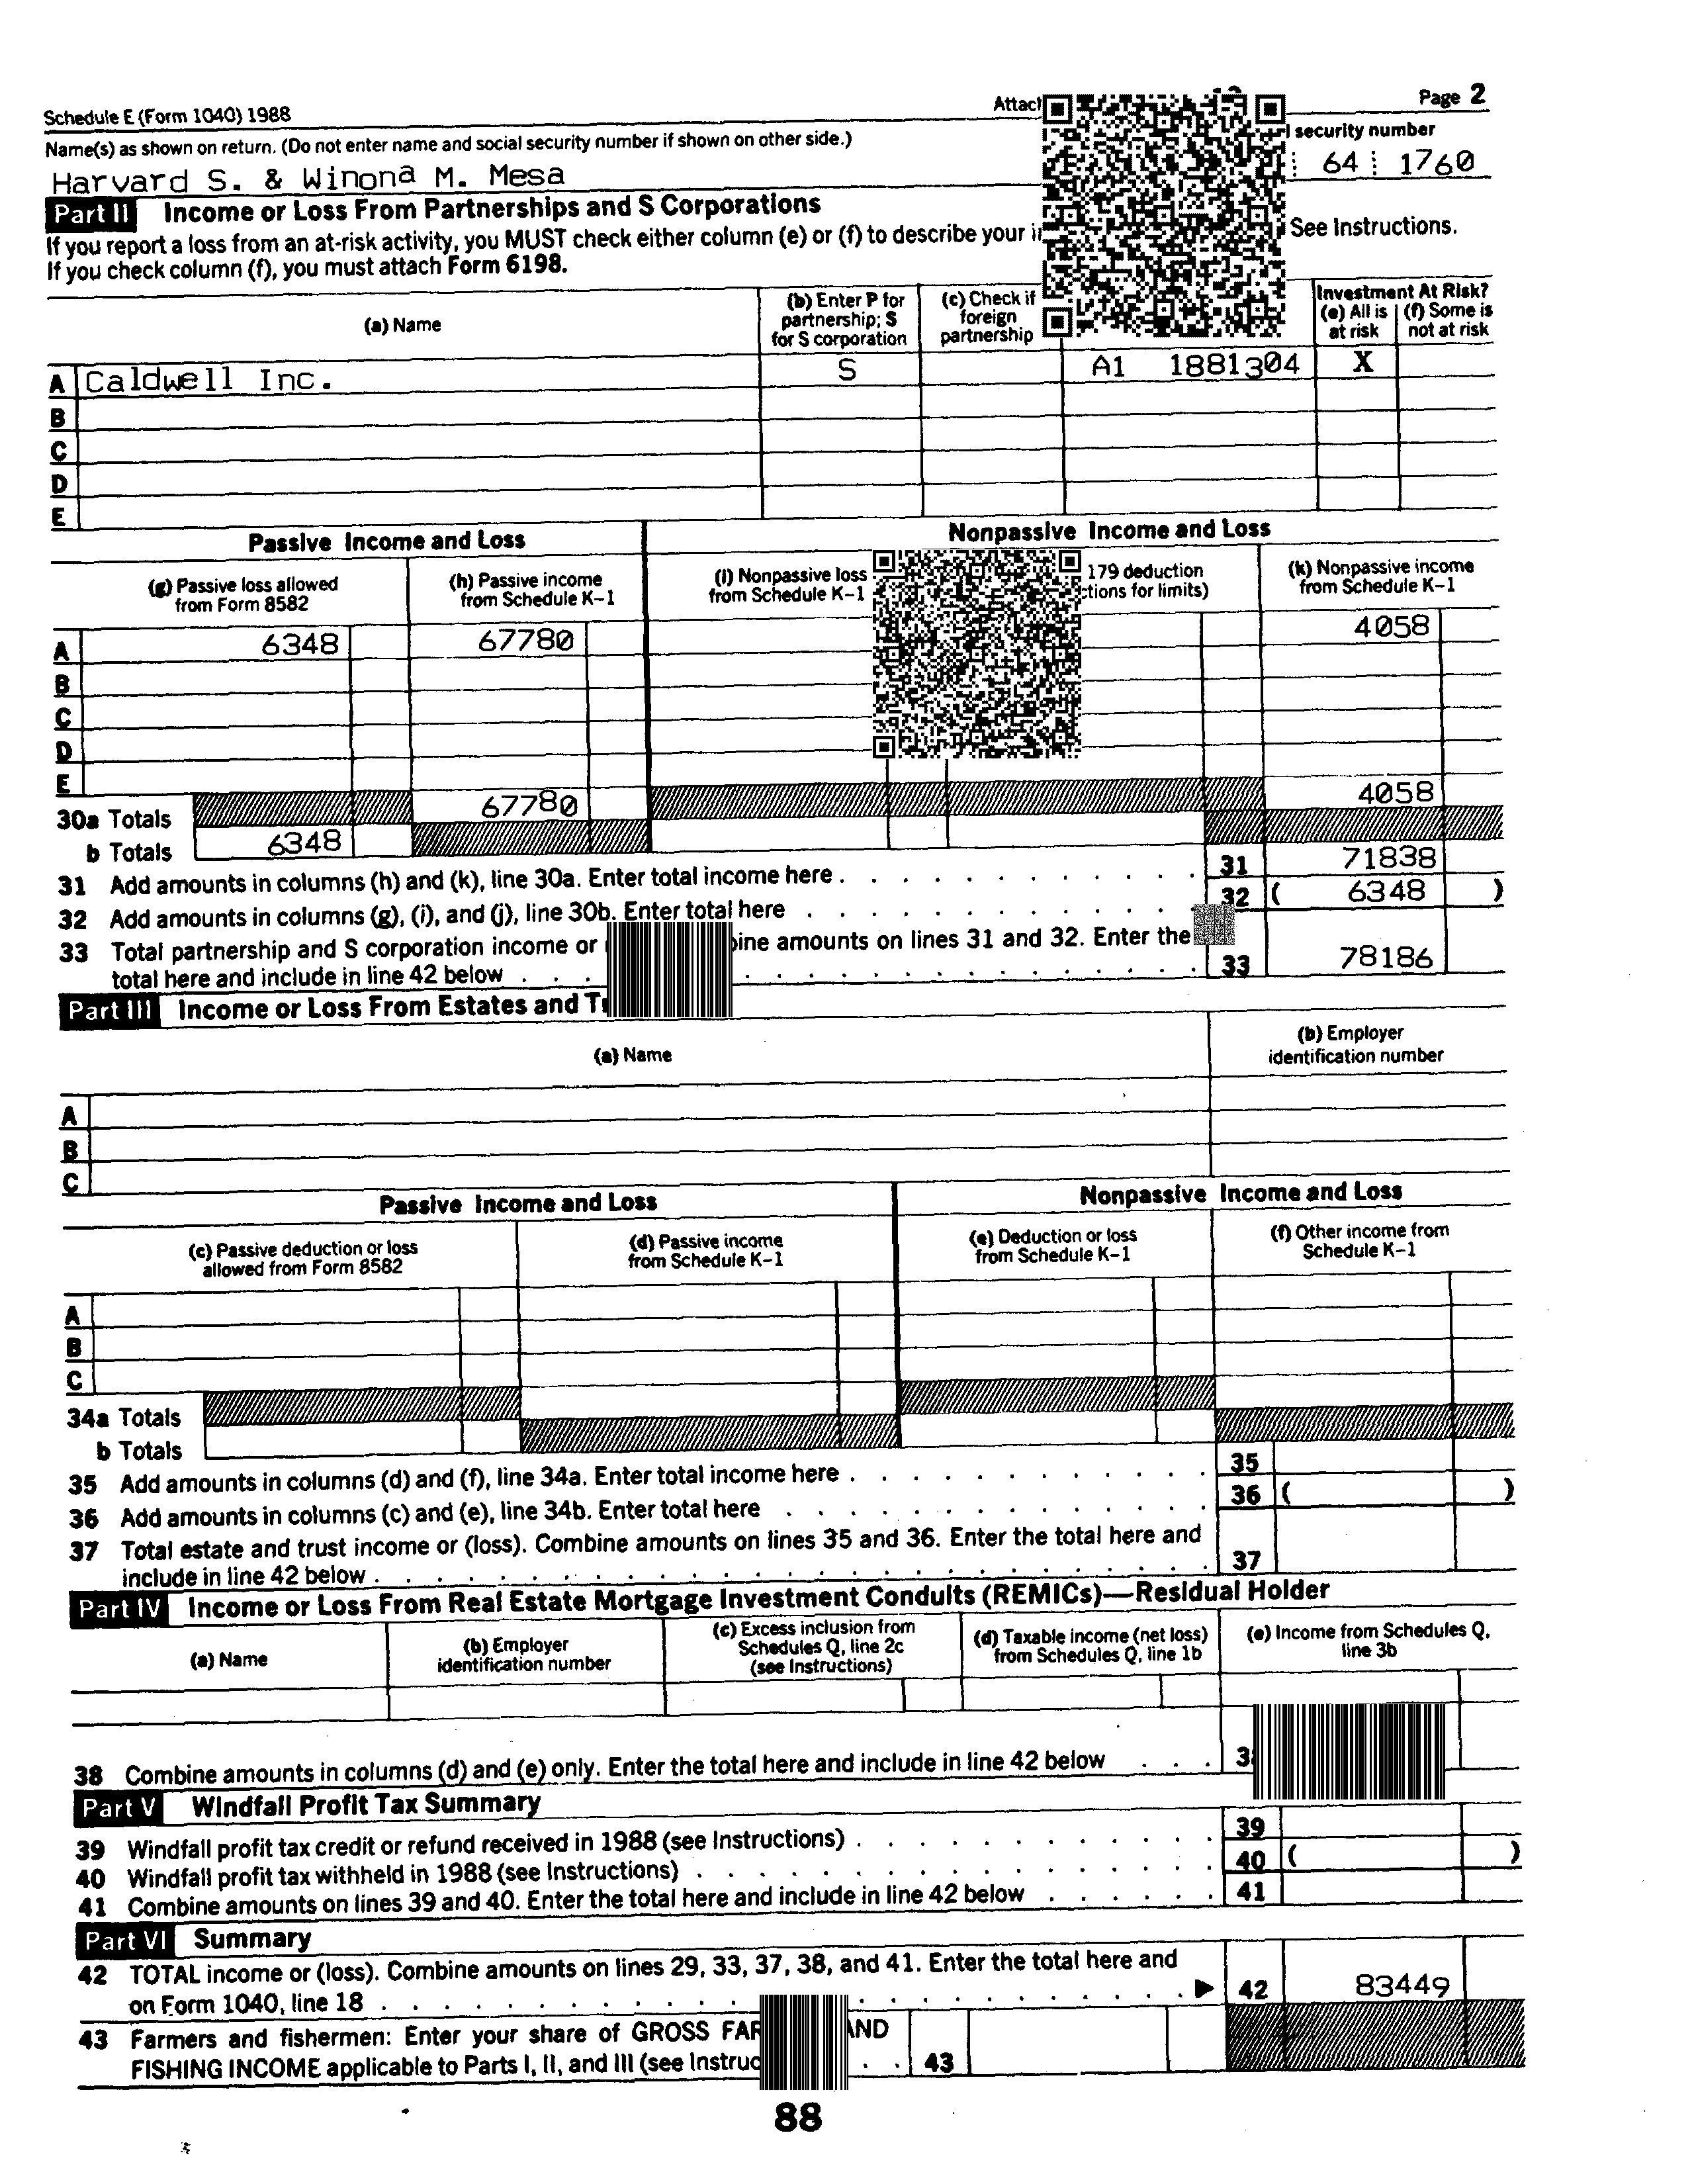 Schedule E (Form 1040) 1988 Page 2
Name(s) as shown on return. (Do not enter name and social security number if shown on other side.) security number
Harvard S. & Winona M. Mesa 64 1760
Part II Income or Loss From Partnerships and S Corporations
If you report a loss from an at-risk activity, you MUST check either column (e) or (f) to describe your See Instructions.
If you check column (f), you must attach Form 6198.
(a) Name
(b) Enter P for partnership; S for S corporation
(c) Check if foreign partnership
Investment At Risk?
(e) All is at risk
(f) Some is not at risk
A Caldwell Inc. S A1 1881304 X
B
C
D
E
Passive Income and Loss Nonpassive Income and Loss
(g) Passive loss allowed from Form 8582
(h) Passive income from Schedule K-1
(i) Nonpassive loss from Schedule K-1
179 deduction for limits)
(k) Nonpassive income from Schedule K-1
A 6348 67780 4058
B
C
D
E
30a Totals 67780 4058
b Totals 6348
31 Add amounts in columns (h) and (k), line 30a. Enter total income here . 31 71838
32 Add amounts in columns (g), (i), and (j), line 30b. Enter total here . 32 ( 6348 )
33 Total partnership and S corporation income or amounts on lines 31 and 32. Enter the
total here and include in line 42 below . 33 78186
Part III Income or Loss From Estates and
(a) Name
(b) Employer identification number
A
B
C
Passive Income and Loss Nonpassive Income and Loss
(c) Passive deduction or loss allowed from Form 8582
(d) Passive income from Schedule K-1
(e) Deduction or loss from Schedule K-1
(f) Other income from Schedule K-1
A
B
C
34a Totals
b Totals
35 Add amounts in columns (d) and (f), line 34a. Enter total income here . 35
36 Add amounts in columns (c) and (e), line 34b. Enter total here . 36 ( )
37 Total estate and trust income or (loss). Combine amounts on lines 35 and 36. Enter the total here and
include in line 42 below . 37
Part IV Income or Loss From Real Estate Mortgage Investment Conduits (REMICs)—Residual Holder
(a) Name
(b) Employer identification number
(c) Excess inclusion from Schedules Q, line 2c (see Instructions)
(d) Taxable income (net loss) from Schedules Q, line 1b
(e) Income from Schedules Q, line 3b
38 Combine amounts in columns (d) and (e) only. Enter the total here and include in line 42 below . . .
Part V Windfall Profit Tax Summary
39 Windfall profit tax credit or refund received in 1988 (see Instructions) . 39
40 Windfall profit tax withheld in 1988 (see Instructions) . 40 ( )
41 Combine amounts on lines 39 and 40. Enter the total here and include in line 42 below . 41
Part VI Summary
42 TOTAL income or (loss). Combine amounts on lines 29, 33, 37, 38, and 41. Enter the total here and
on Form 1040, line 18 . ▶ 42 83449
43 Farmers and fishermen: Enter your share of GROSS AND
FISHING INCOME applicable to Parts I, II, and III (see . . 43
88